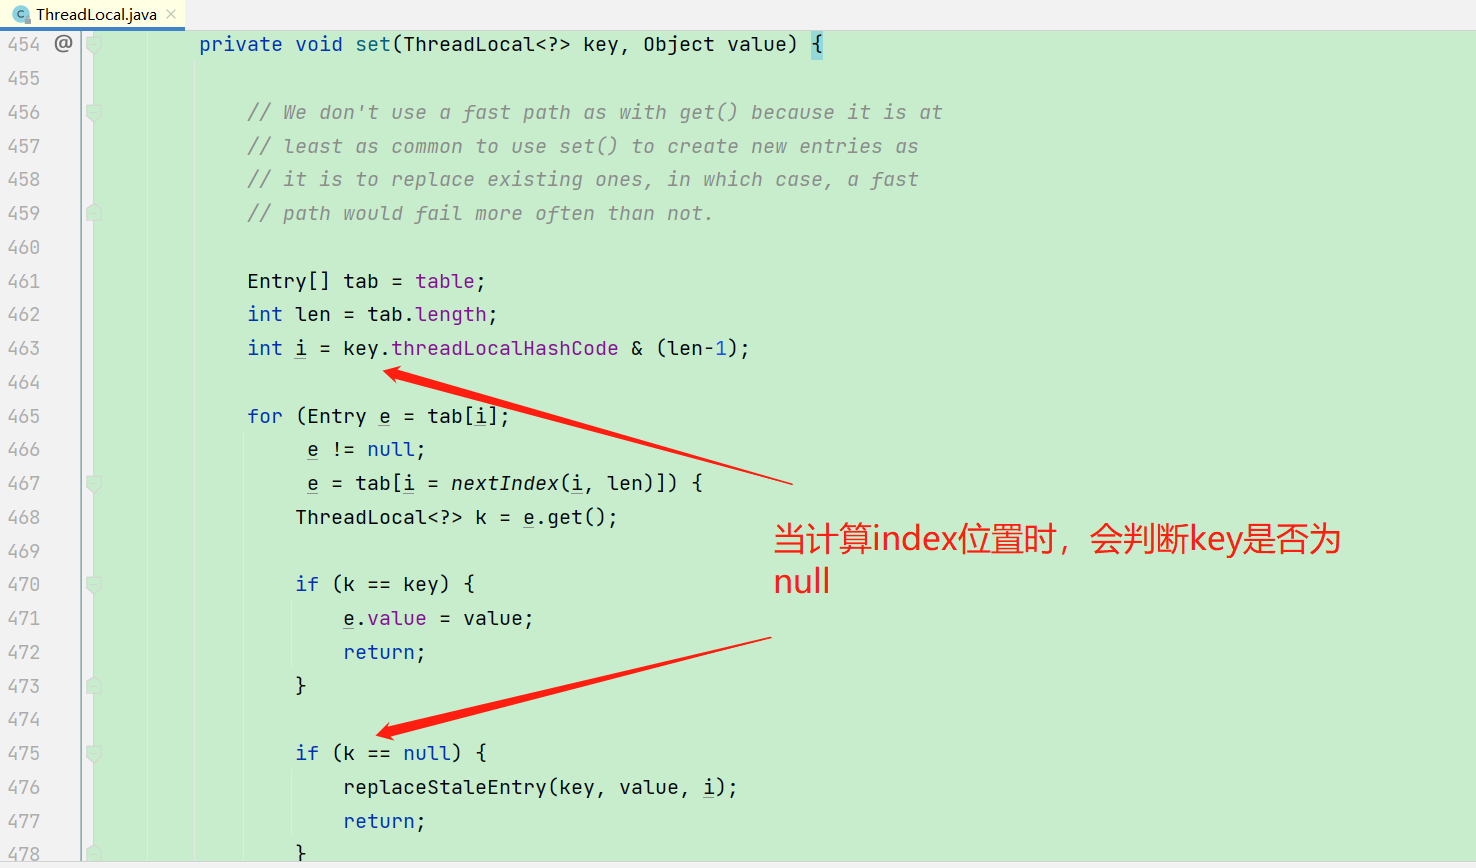 ThreadLocal.java
454 @ private void set(ThreadLocal<?> key, Object value) {
455
456 // We don't use a fast path as with get() because it is at
457 // least as common to use set() to create new entries as
458 // it is to replace existing ones, in which case, a fast
459 // path would fail more often than not.
460
461 Entry[] tab = table;
462 int len = tab.length;
463 int i = key.threadLocalHashCode & (len-1);
464
465 for (Entry e = tab[i];
466 e != null;
467 e = tab[i = nextIndex(i, len)]) {
468 ThreadLocal<?> k = e.get();
469
470 if (k == key) {
471 e.value = value;
472 return;
473 }
474
475 if (k == null) {
476 replaceStaleEntry(key, value, i);
477 return;
478 }
当计算index位置时，会判断key是否为
null